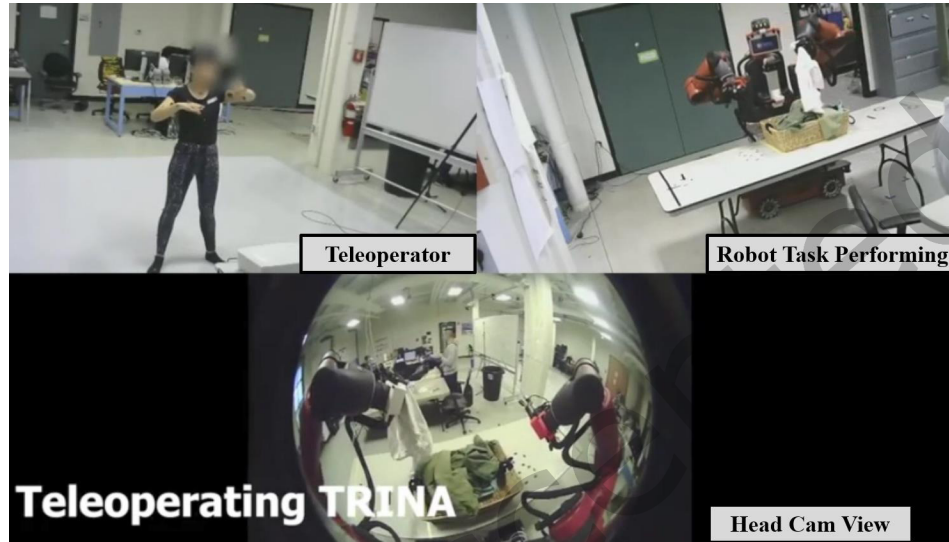 Teleoperator
Robot Task Performing
Teleoperating TRINA
Head Cam View